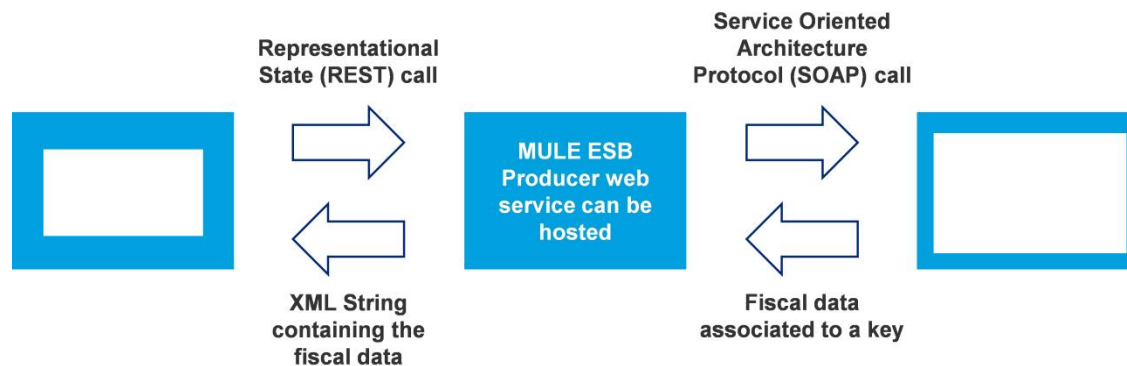 Representational
State (REST) call
Service Oriented
Architecture
Protocol (SOAP) call
MULE ESB
Producer web
service can be
hosted
XML String
containing the
fiscal data
Fiscal data
associated to a key